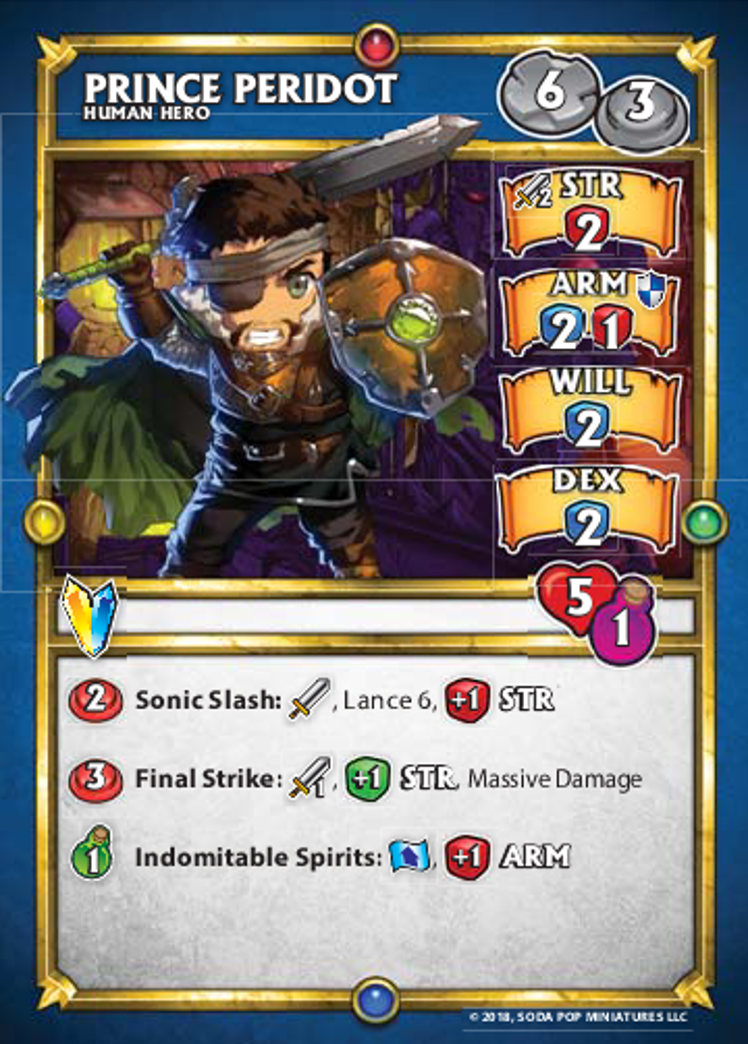 PRINCE PERIDOT
HUMAN HERO
6 3
2 STR
2
ARM
2 1
WILL
2
DEX
2
5
1
2 Sonic Slash: , Lance 6, +1 STR
3 Final Strike: 1, +1 STR, Massive Damage
1 Indomitable Spirits: , +1 ARM
© 2018, SODA POP MINIATURES LLC